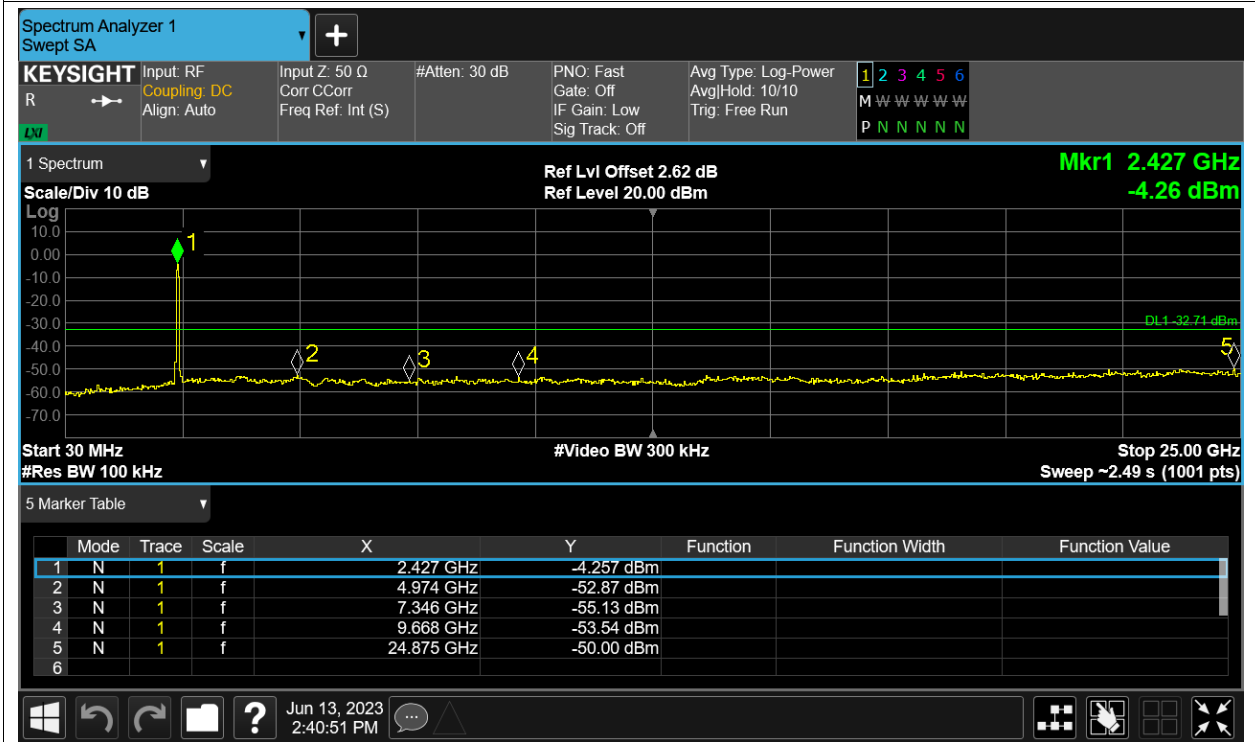 Spectrum Analyzer 1
Swept SA
+
KEYSIGHT Input: RF Input Z: 50 Ω #Atten: 30 dB PNO: Fast Avg Type: Log-Power 1 2 3 4 5 6
R Coupling: DC Corr CCorr Gate: Off Avg|Hold: 10/10 M W W W W W
Align: Auto Freq Ref: Int (S) IF Gain: Low Trig: Free Run
LXI Sig Track: Off P N N N N N
1 Spectrum Ref Lvl Offset 2.62 dB Mkr1 2.427 GHz
Scale/Div 10 dB Ref Level 20.00 dBm -4.26 dBm
Log
10.0
1
0.00
-10.0
-20.0
-30.0
DL1 -32.71 dBm
-40.0
2 3 4 5
-50.0
-60.0
-70.0
Start 30 MHz #Video BW 300 kHz Stop 25.00 GHz
#Res BW 100 kHz Sweep ~2.49 s (1001 pts)
5 Marker Table
Mode Trace Scale X Y Function Function Width Function Value
1 N 1 f 2.427 GHz -4.257 dBm
2 N 1 f 4.974 GHz -52.87 dBm
3 N 1 f 7.346 GHz -55.13 dBm
4 N 1 f 9.668 GHz -53.54 dBm
5 N 1 f 24.875 GHz -50.00 dBm
6
? Jun 13, 2023
2:40:51 PM